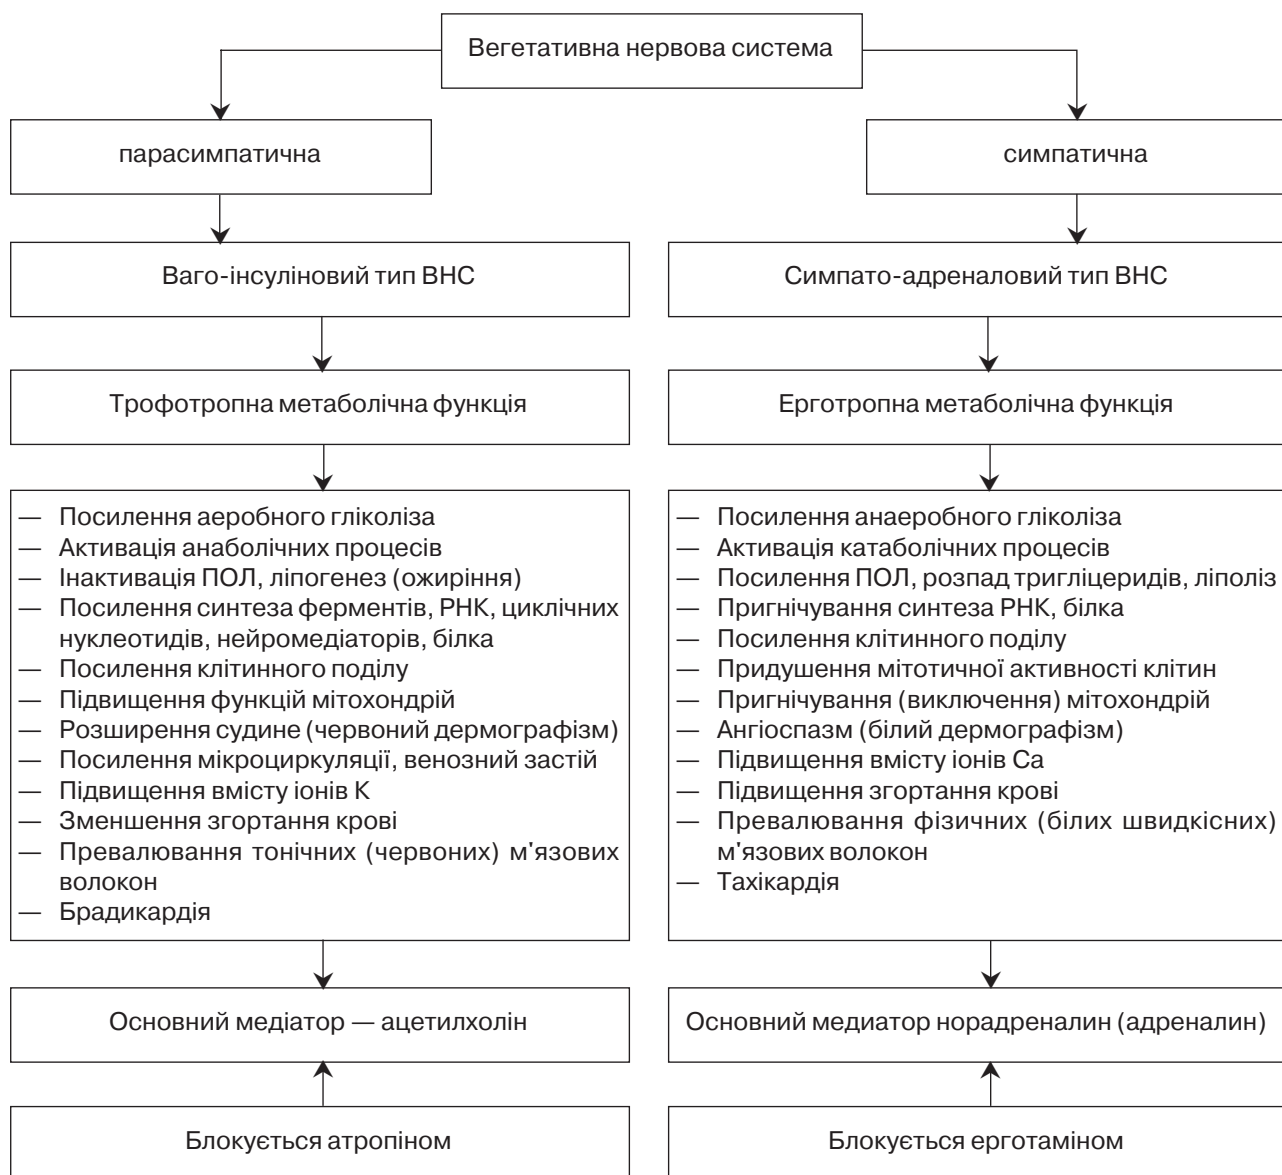 Вегетативна нервова система
парасимпатична
симпатична
Ваго-інсуліновий тип ВНС
Симпато-адреналовий тип ВНС
Трофотропна метаболічна функція
Ерготропна метаболічна функція
— Посилення аеробного гліколіза
— Активація анаболічних процесів
— Інактивація ПОЛ, ліпогенез (ожиріння)
— Посилення синтеза ферментів, РНК, циклічних
нуклеотидів, нейромедіаторів, білка
— Посилення клітинного поділу
— Підвищення функцій мітохондрій
— Розширення судине (червоний дермографізм)
— Посилення мікроциркуляції, венозний застій
— Підвищення вмісту іонів К
— Зменшення згортання крові
— Превалювання тонічних (червоних) м'язових
волокон
— Брадикардія
— Посилення анаеробного гліколіза
— Активація катаболічних процесів
— Посилення ПОЛ, розпад тригліцеридів, ліполіз
— Пригнічування синтеза РНК, білка
— Посилення клітинного поділу
— Придушення мітотичної активності клітин
— Пригнічування (виключення) мітохондрій
— Ангіоспазм (білий дермографізм)
— Підвищення вмісту іонів Са
— Підвищення згортання крові
— Превалювання фізичних (білих швидкісних)
м'язових волокон
— Тахікардія
Основний медіатор — ацетилхолін
Основний медиатор норадреналин (адреналин)
Блокується атропіном
Блокується ерготаміном